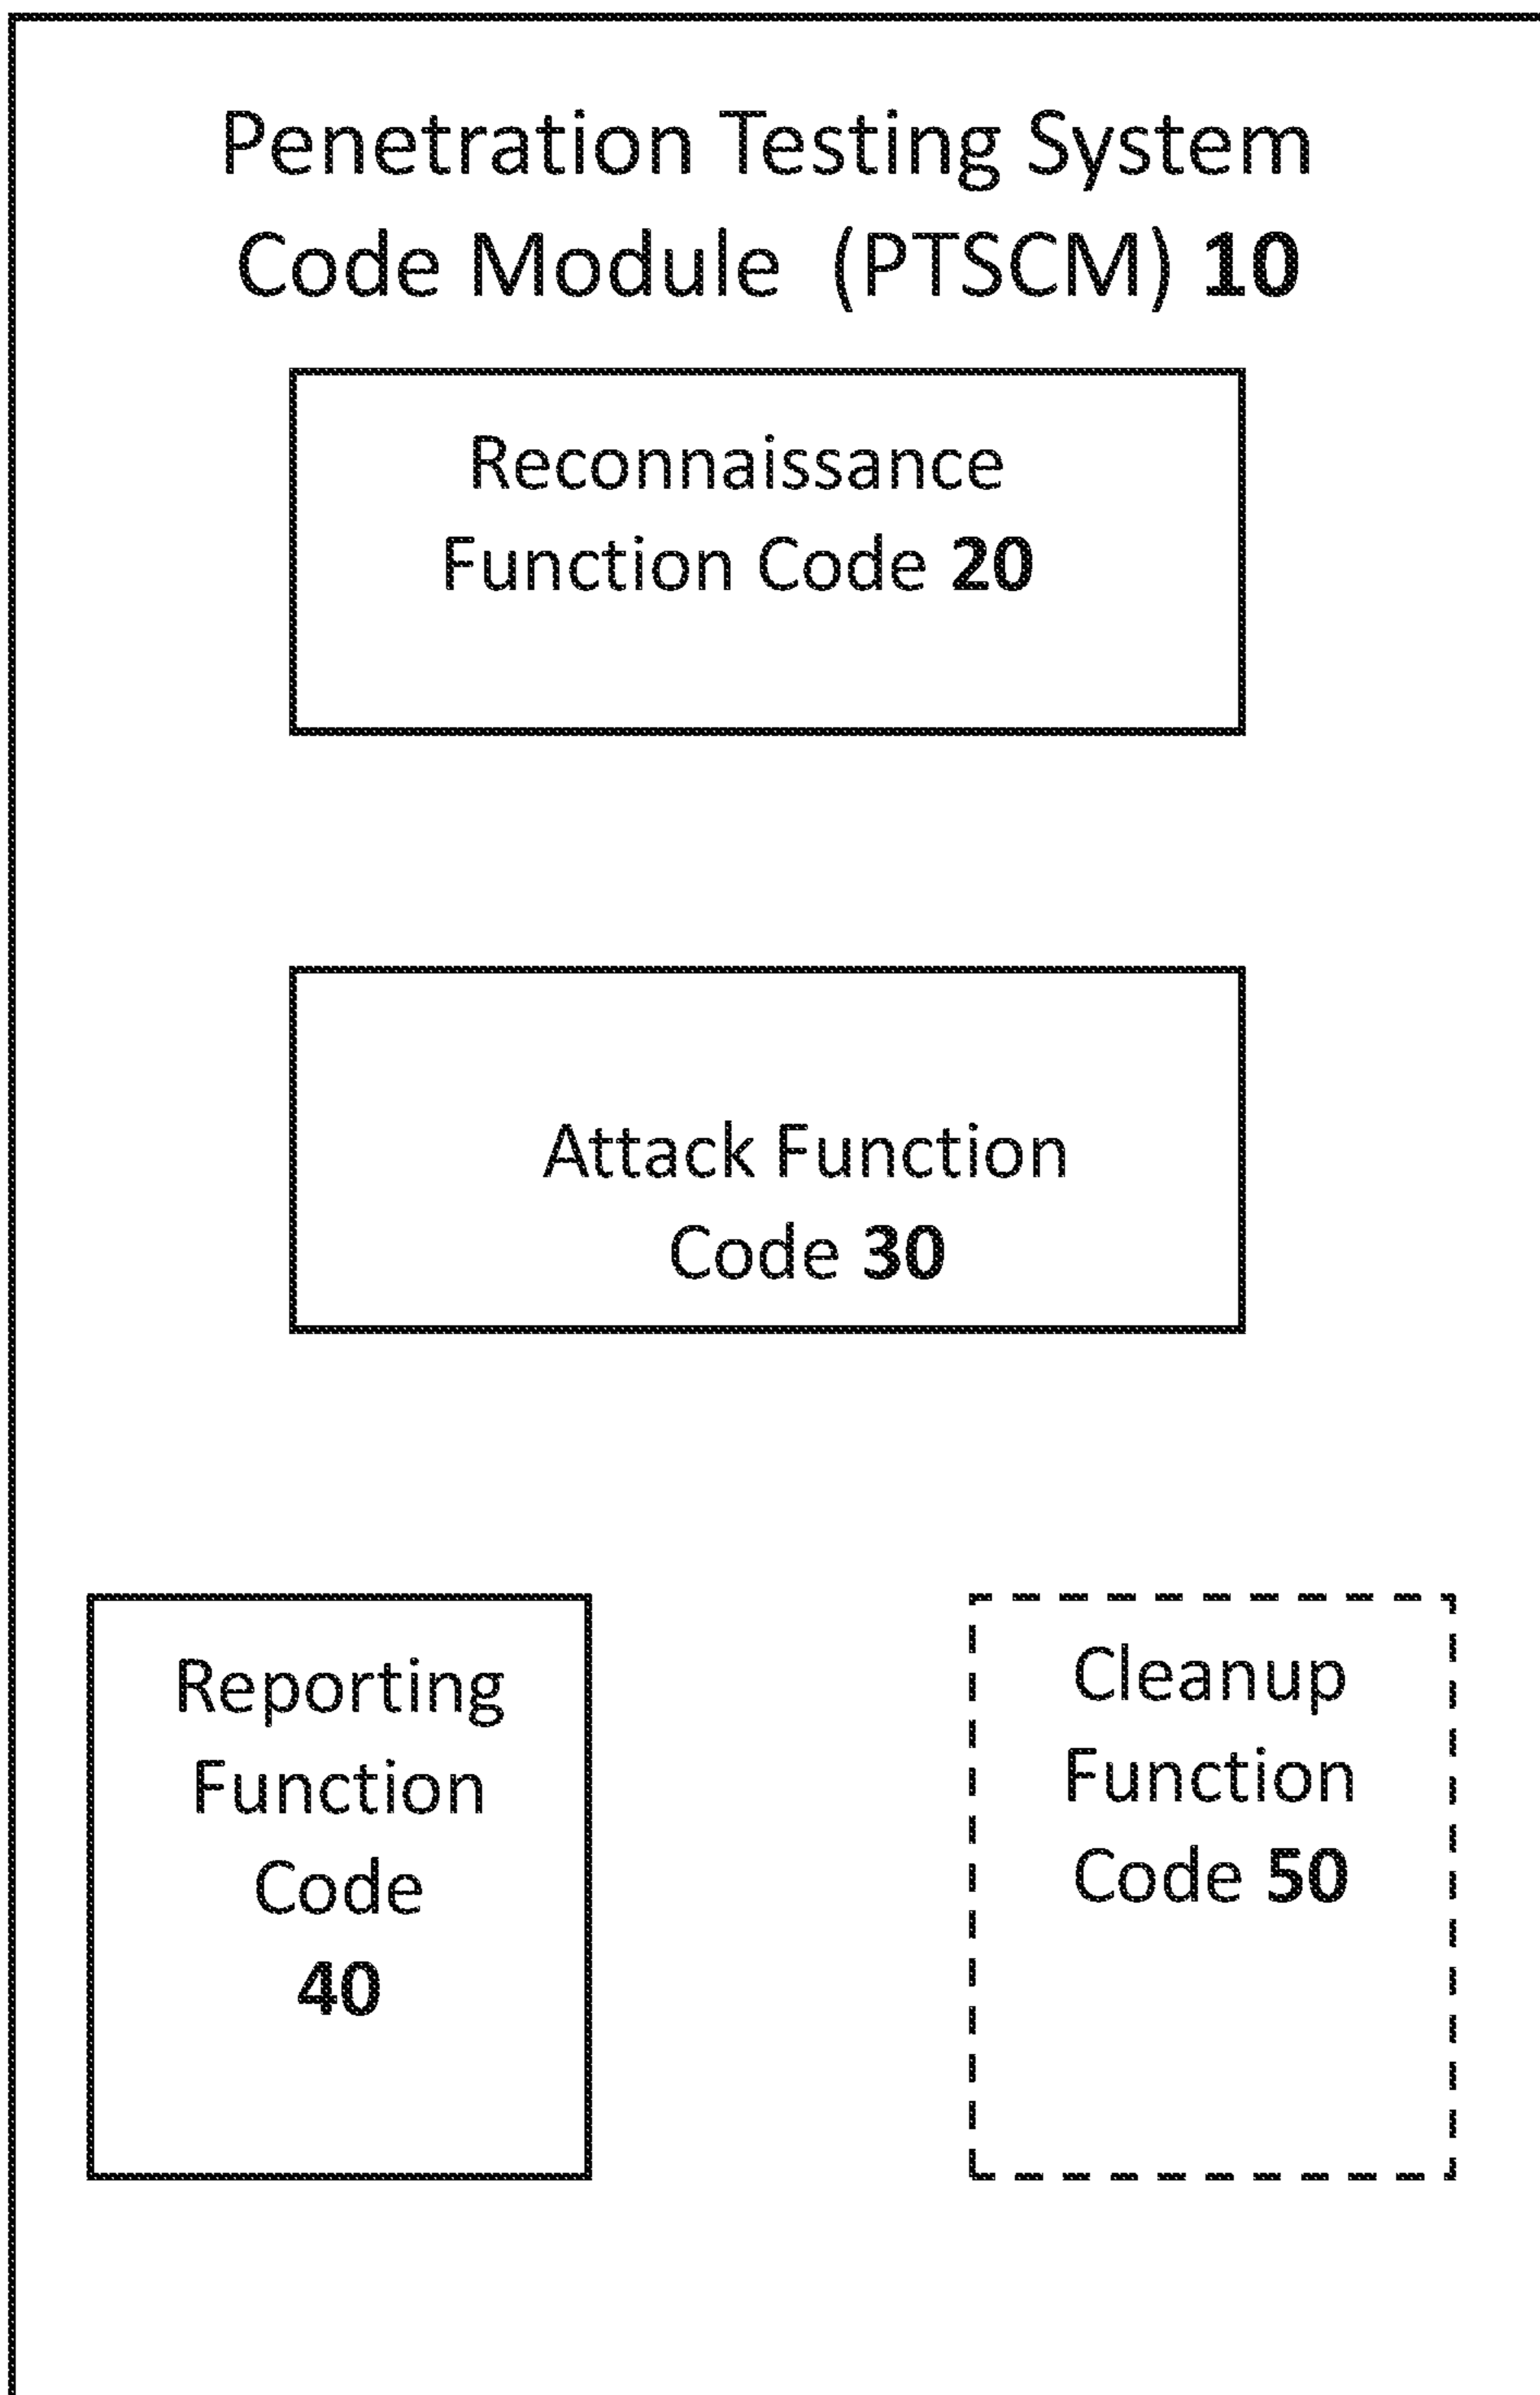 Penetration Testing System
Code Module (PTSCM) 10
Reconnaissance
Function Code 20
Attack Function
Code 30
Reporting
Function
Code
40
Cleanup
Function
Code 50